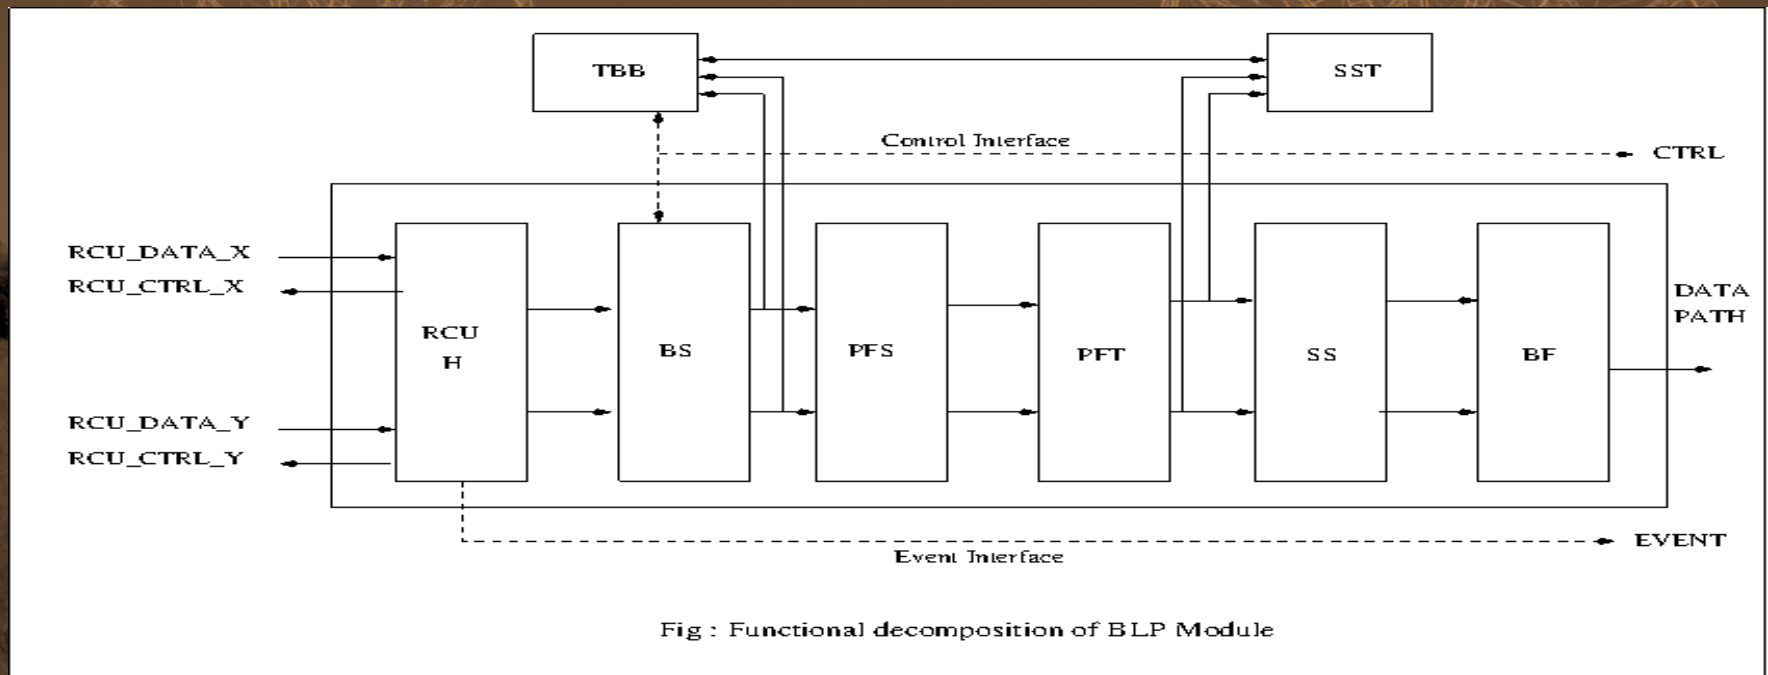 TBB
SST
Control Interface
CTRL
RCU_DATA_X
RCU_CTRL_X
RCU_DATA_Y
RCU_CTRL_Y
RCU
H
BS
PFS
PFT
SS
BF
DATA
PATH
Event Interface
EVENT
Fig : Functional decomposition of BLP Module